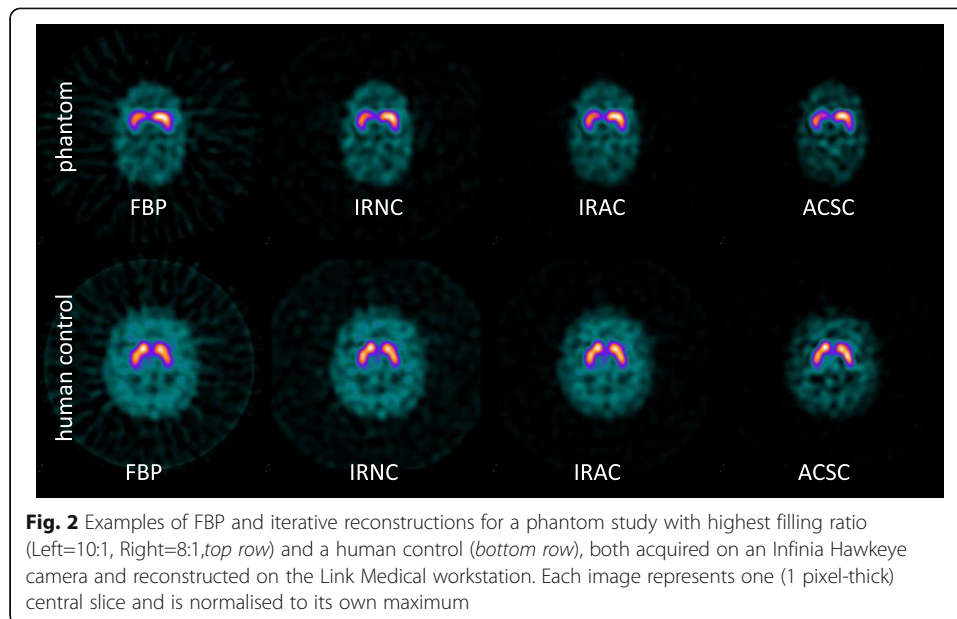 phantom
FBP IRNC IRAC ACSC
human control
FBP IRNC IRAC ACSC
Fig. 2 Examples of FBP and iterative reconstructions for a phantom study with highest filling ratio
(Left=10:1, Right=8:1,top row) and a human control (bottom row), both acquired on an Infinia Hawkeye
camera and reconstructed on the Link Medical workstation. Each image represents one (1 pixel-thick)
central slice and is normalised to its own maximum